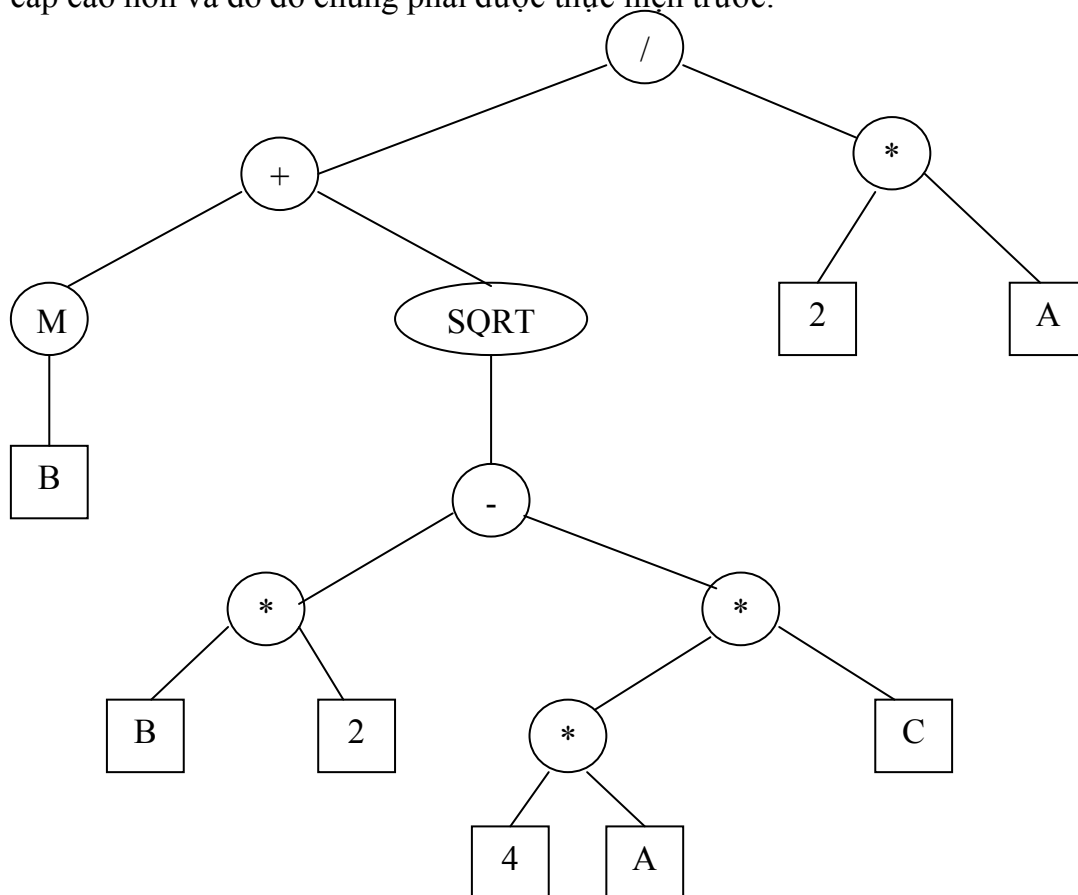 cấp cao hơn và do đó chúng phải được thực hiện trước.
/
+
*
M
SQRT
2
A
B
-
*
*
B
2
*
C
4
A